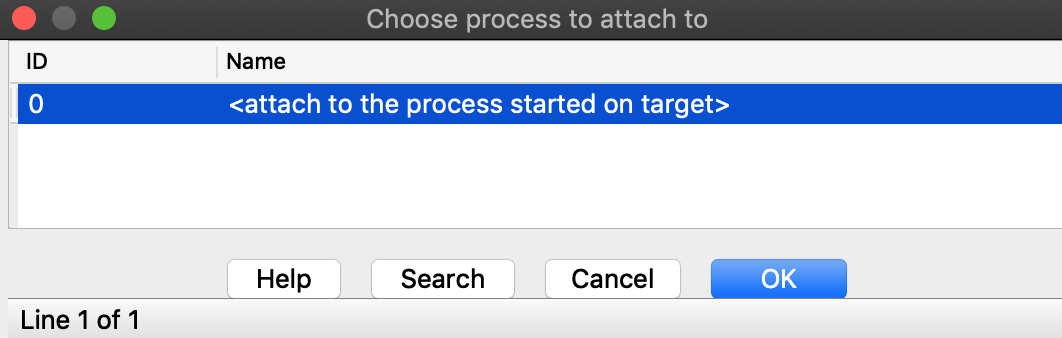 Choose process to attach to
ID Name
0 <attach to the process started on target>
Help Search Cancel OK
Line 1 of 1